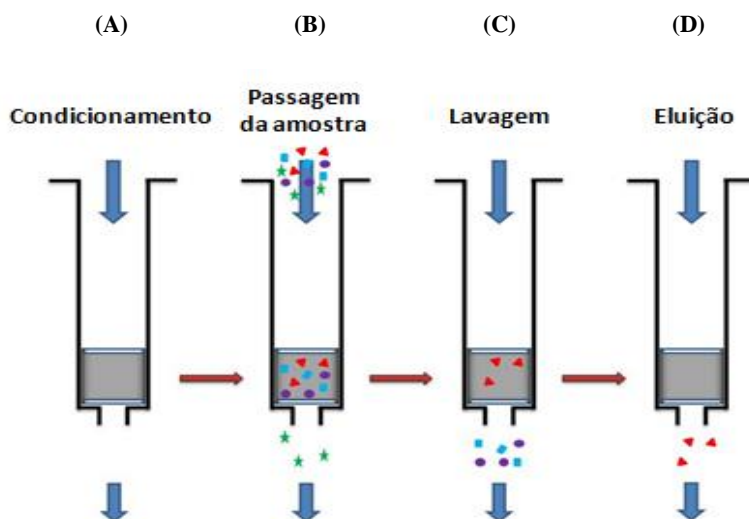 (A) (B) (C) (D)
Condicionamento
Passagem
da amostra
Lavagem
Eluição